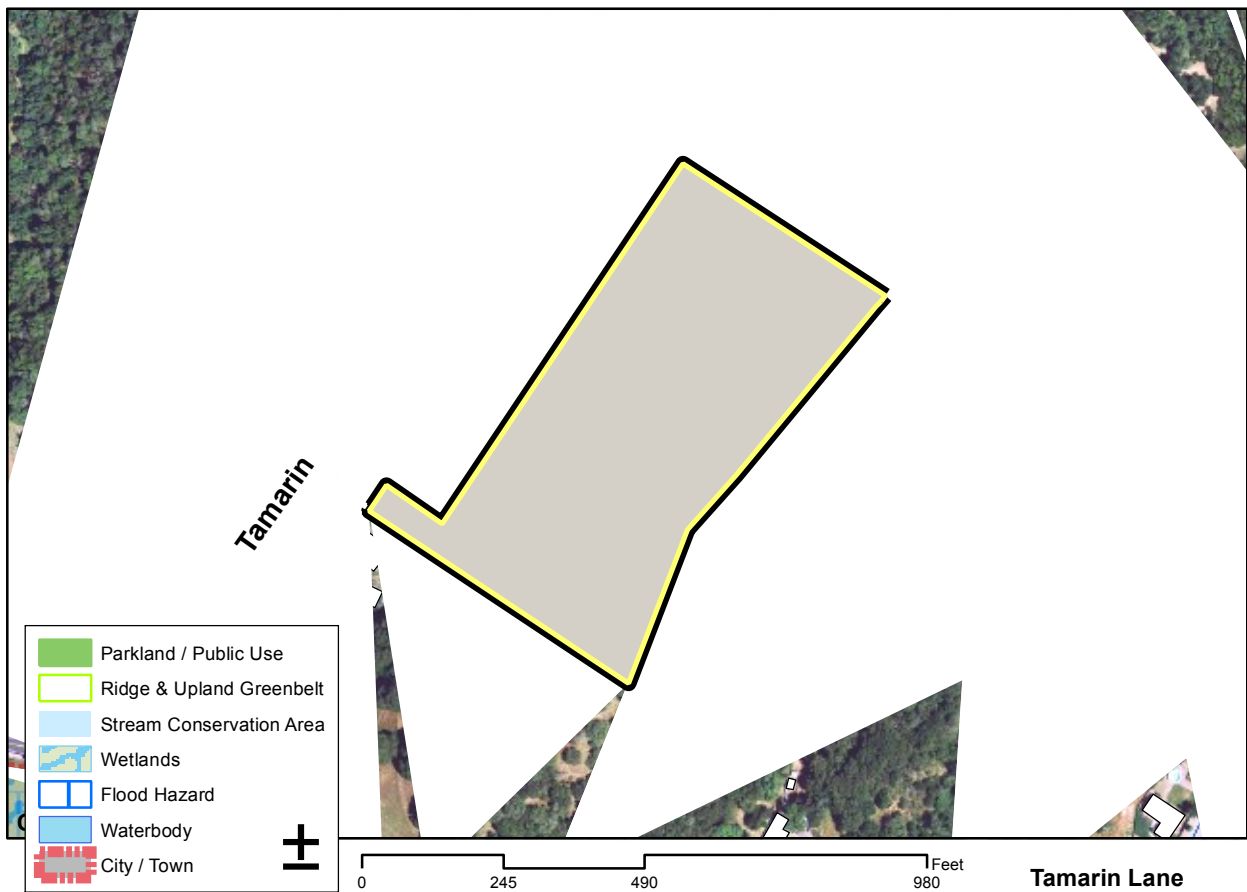 Tamarin
Parkland / Public Use
Ridge & Upland Greenbelt
Stream Conservation Area
Wetlands
Flood Hazard
Waterbody
City / Town
±
Feet
0 245 490 980
Tamarin Lane